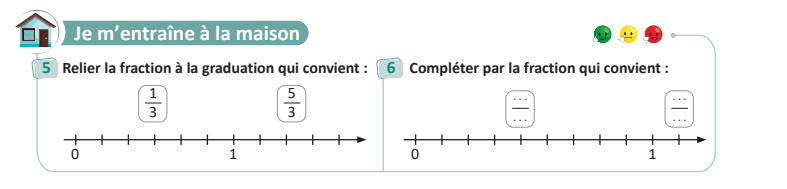 Je m'entraîne à la maison
5 Relier la fraction à la graduation qui convient :
1/3 5/3
0 1
6 Compléter par la fraction qui convient :
.../... .../...
0 1